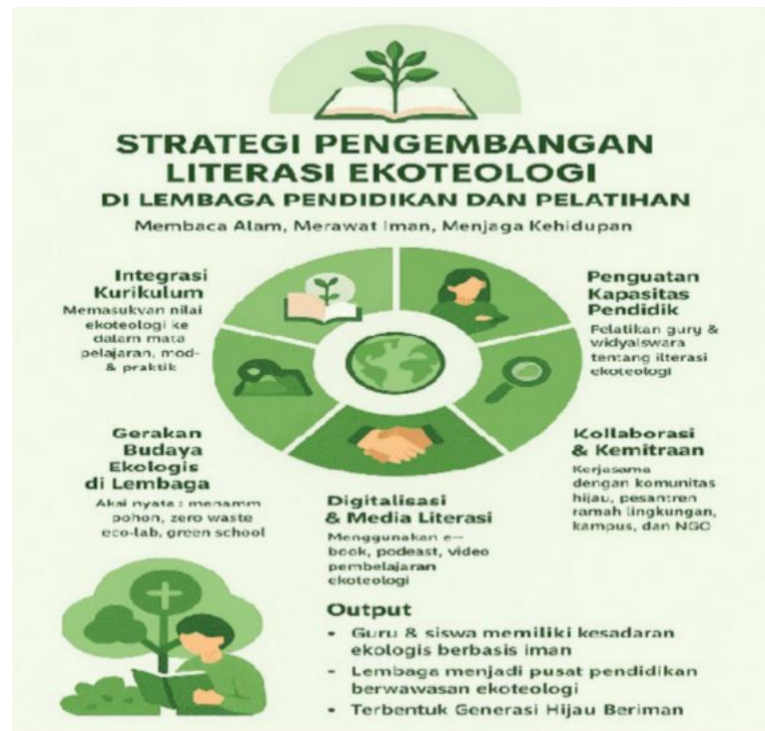 STRATEGI PENGEMBANGAN
LITERASI EKOTEOLOGI
DI LEMBAGA PENDIDIKAN DAN PELATIHAN
Membaca Alam, Merawat Iman, Menjaga Kehidupan
Integrasi
Kurikulum
Memasukvan nilai
ekoteologi ke
dalam mata
pelajaran, mod-
& praktik
Penguatan
Kapasitas
Pendidik
Pelatikan gury &
widyaiswara
tentang ilterasi
ekoteologi
Gerakan
Budaya
Ekologis
di Lembaga
Aksi nyata : menamm
pohon, zero waste
eco-lab, green school
Kollaborasi
& Kemitraan
Kerjasama
dengan komunitas
hijau, pesantren
ramah lingkungan,
kampus, dan NGO
Digitalisasi
& Media Literasi
Menggunakan e-
book, podeast, video
pembelajaran
ekoteologi
Output
• Guru & siswa memiliki kesadaran
ekologis berbasis iman
- Lembaga menjadi pusat pendidikan
berwawasan ekoteologi
• Terbentuk Generasi Hijau Beriman